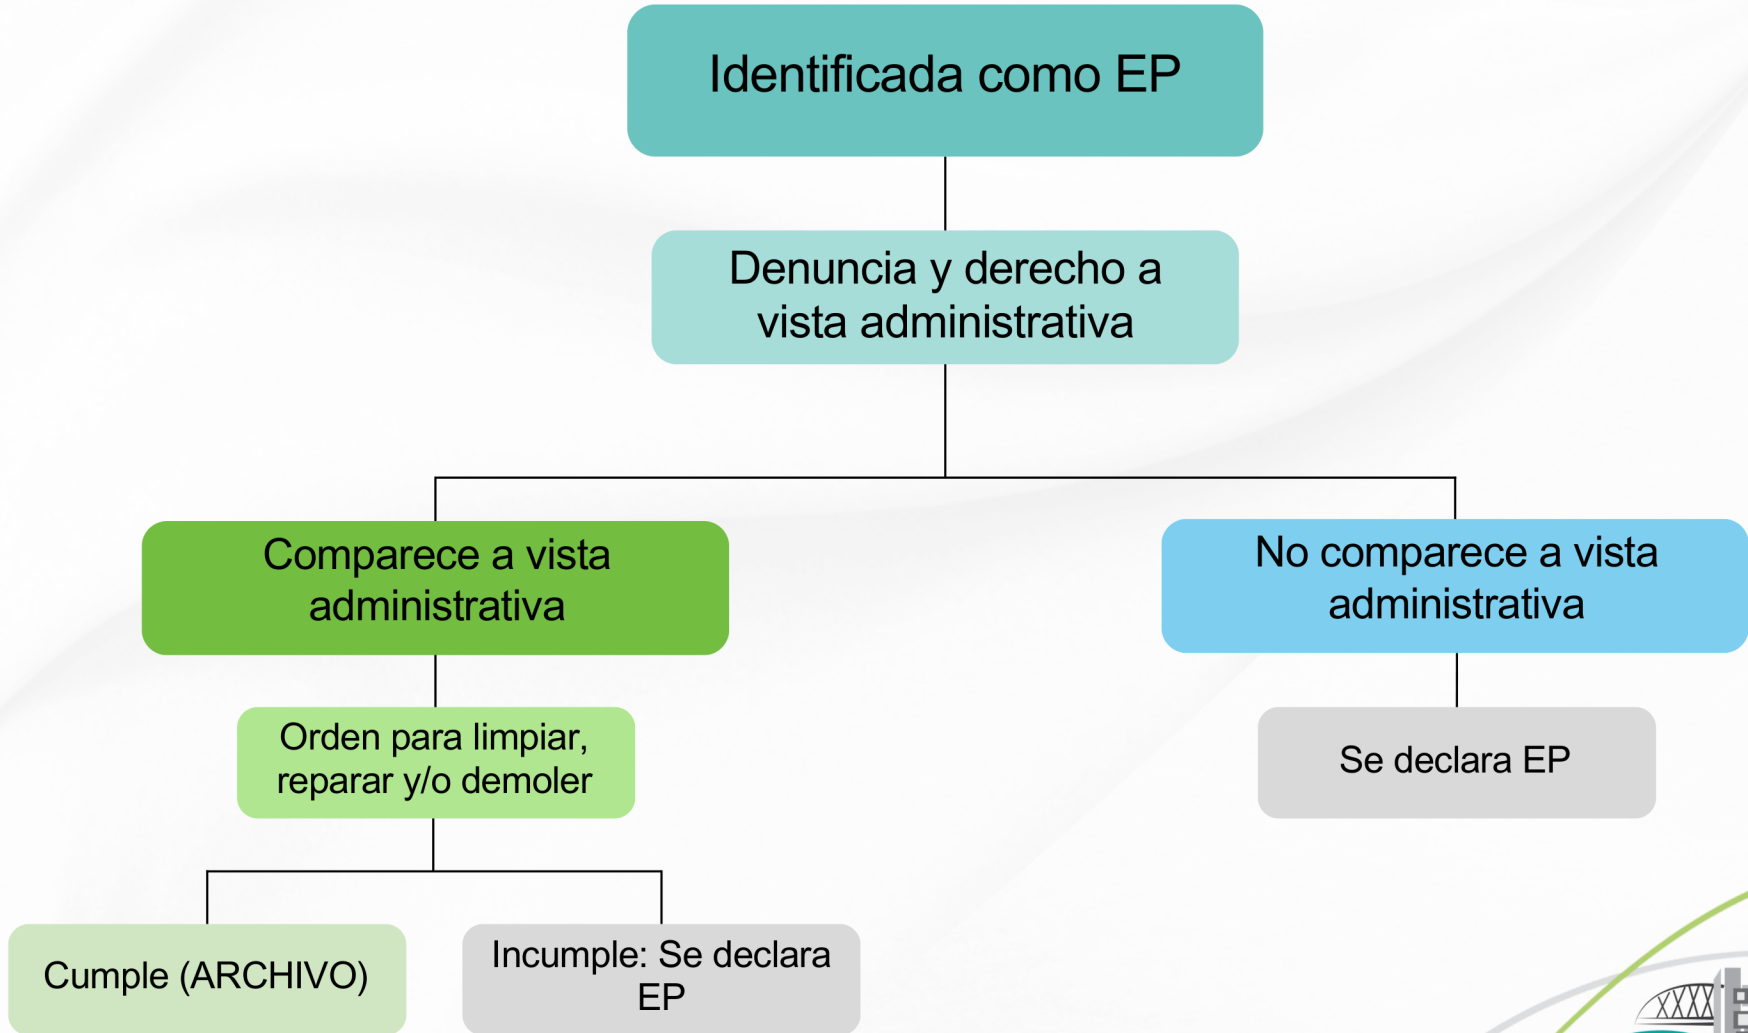 Identificada como EP
Denuncia y derecho a
vista administrativa
Comparece a vista
administrativa
No comparece a vista
administrativa
Orden para limpiar,
reparar y/o demoler
Se declara EP
Cumple (ARCHIVO)
Incumple: Se declara
EP